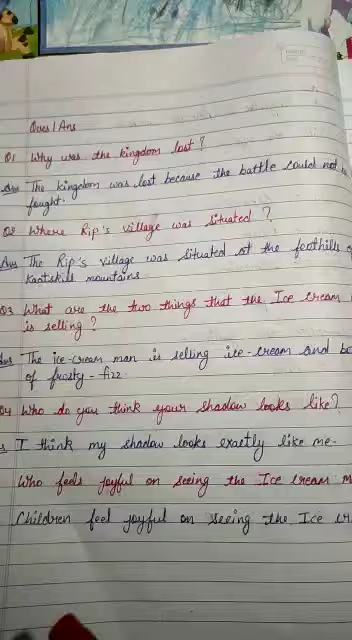 Ques/Ans
Q1 Why was the kingdom lost?
Ans The kingdom was lost because the battle could not
fought.
Q2 Where Rip's village was situated?
Ans The Rip's village was situated at the foothills
Kaatskill mountains
Q3 What are the two things that the Ice cream
is selling?
Ans The ice-cream man is selling ice-cream and
of frosty-fizz.
Q4 Who do you think your shadow looks like?
I think my shadow looks exactly like me.
Who feels joyful on seeing the Ice cream
Children feel joyful on seeing the Ice